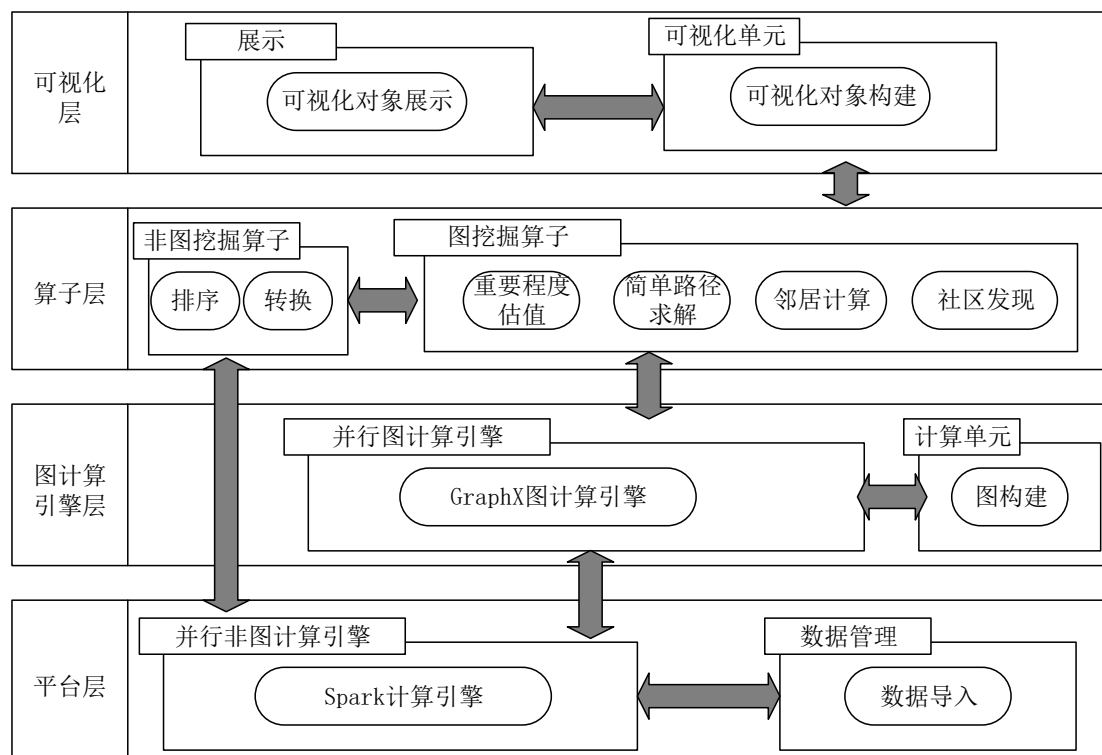 可视化
层
展示
可视化对象展示
可视化单元
可视化对象构建
算子层
非图挖掘算子
排序
转换
图挖掘算子
重要程度
估值
简单路径
求解
邻居计算
社区发现
图计算
引擎层
并行图计算引擎
GraphX图计算引擎
计算单元
图构建
平台层
并行非图计算引擎
Spark计算引擎
数据管理
数据导入